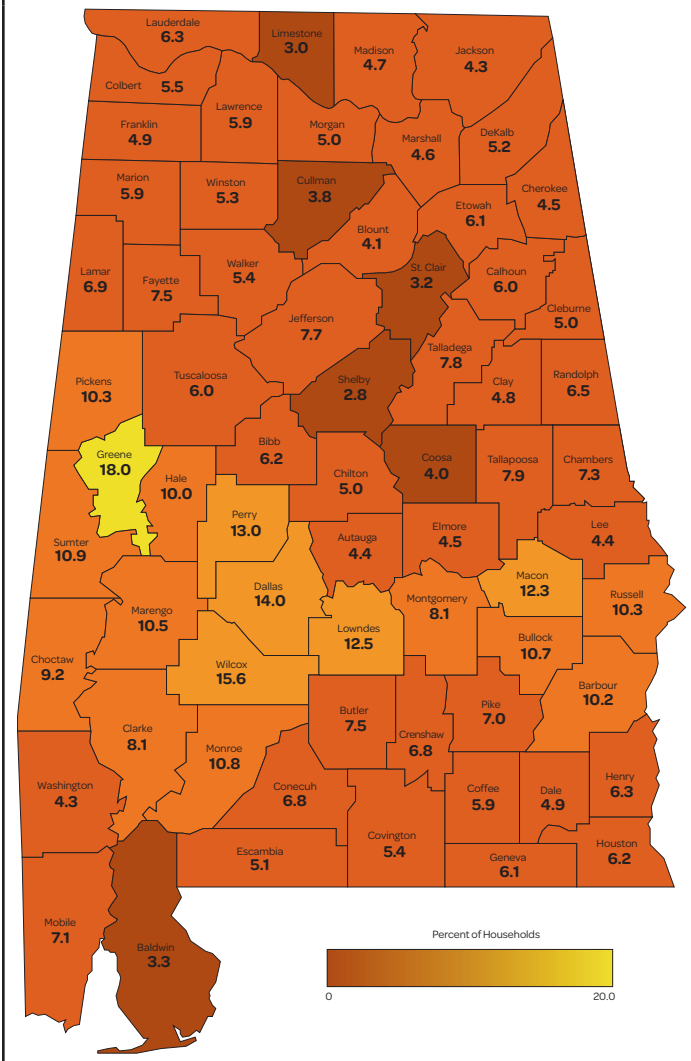 Lauderdale
6.3
Limestone
3.0
Madison
4.7
Jackson
4.3
Colbert 5.5
Lawrence
5.9
Franklin
4.9
Morgan
5.0
Marshall
4.6
DeKalb
5.2
Marion
5.9
Winston
5.3
Cullman
3.8
Cherokee
4.5
Etowah
6.1
Blount
4.1
Lamar
6.9
Fayette
7.5
Walker
5.4
St. Clair
3.2
Calhoun
6.0
Cleburne
5.0
Jefferson
7.7
Talladega
7.8
Pickens
10.3
Tuscaloosa
6.0
Shelby
2.8
Clay
4.8
Randolph
6.5
Greene
18.0
Hale
10.0
Bibb
6.2
Chilton
5.0
Coosa
4.0
Tallapoosa
7.9
Chambers
7.3
Sumter
10.9
Perry
13.0
Autauga
4.4
Elmore
4.5
Lee
4.4
Macon
12.3
Dallas
14.0
Montgomery
8.1
Russell
10.3
Marengo
10.5
Lowndes
12.5
Bullock
10.7
Choctaw
9.2
Wilcox
15.6
Barbour
10.2
Clarke
8.1
Monroe
10.8
Butler
7.5
Crenshaw
6.8
Pike
7.0
Washington
4.3
Conecuh
6.8
Coffee
5.9
Dale
4.9
Henry
6.3
Covington
5.4
Escambia
5.1
Geneva
6.1
Houston
6.2
Mobile
7.1
Baldwin
3.3
Percent of Households
0 20.0